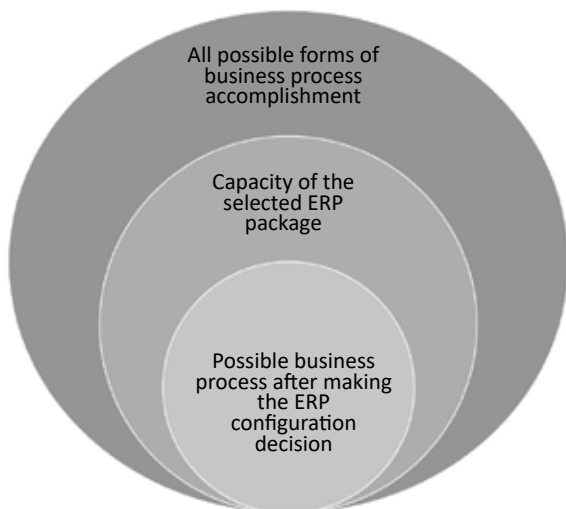 All possible forms of
business process
accomplishment
Capacity of the
selected ERP
package
Possible business
process after making
the ERP
configuration
decision